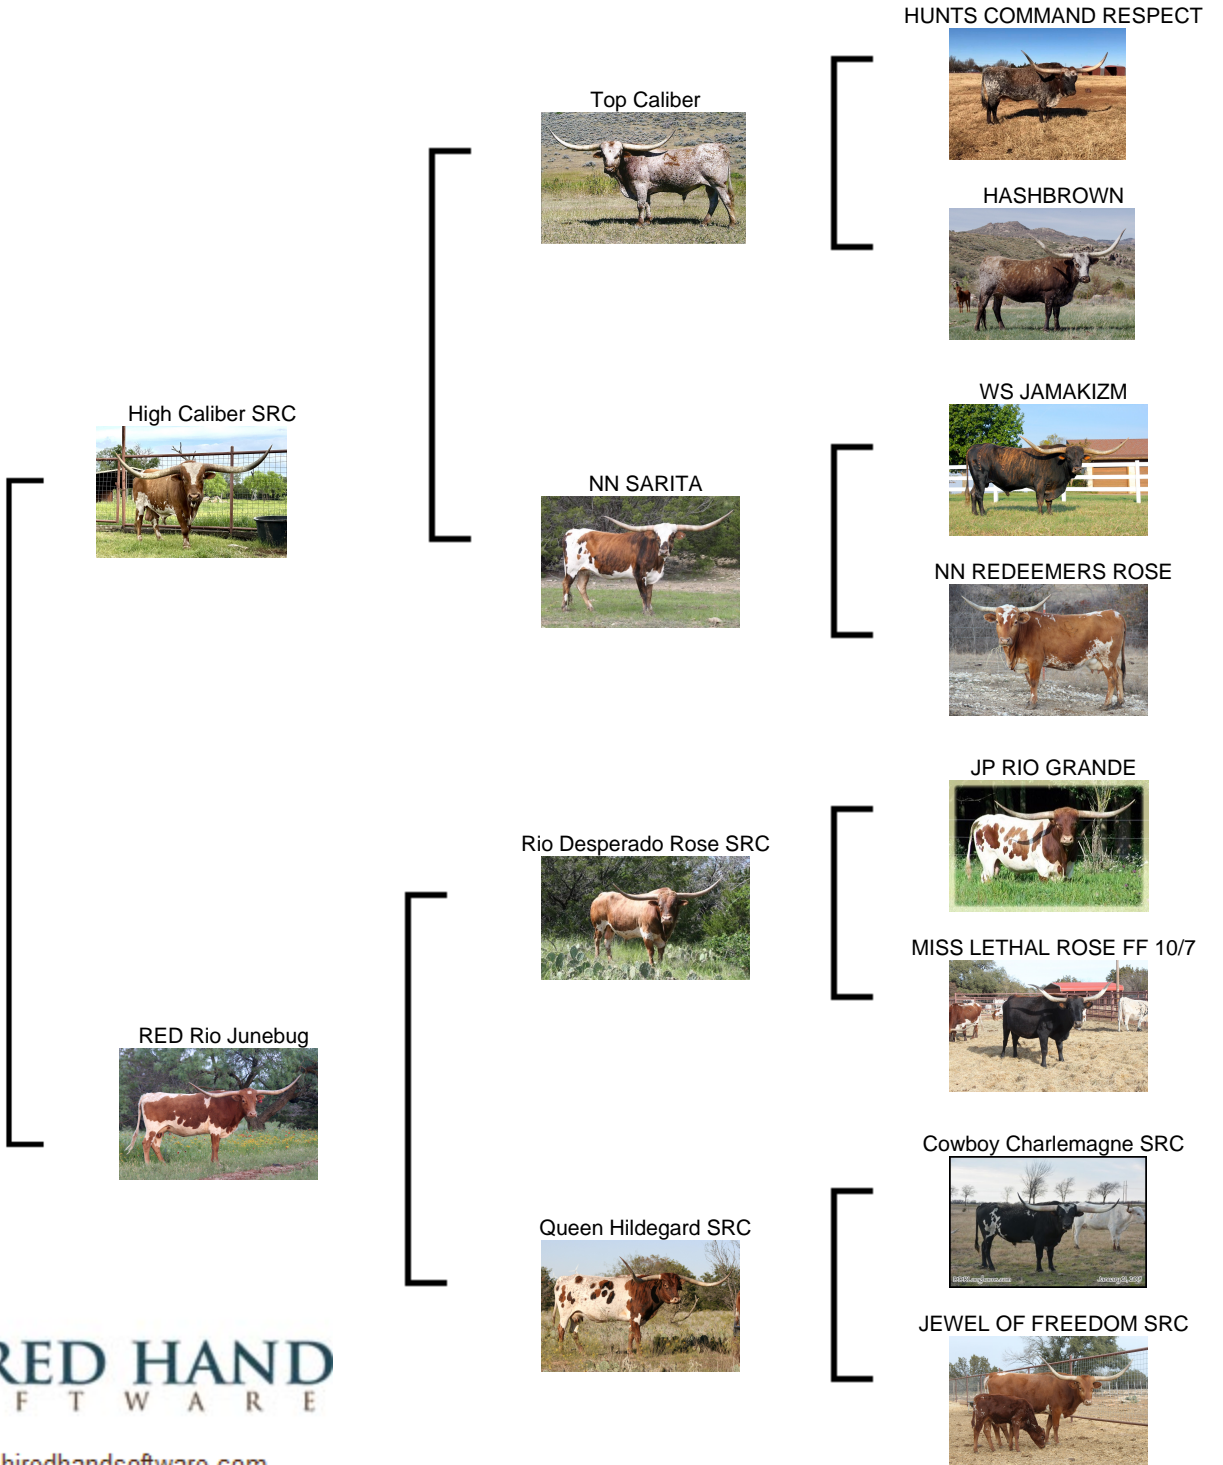 HUNTS COMMAND RESPECT
Top Caliber
HASHBROWN
High Caliber SRC
WS JAMAKIZM
NN SARITA
NN REDEEMERS ROSE
JP RIO GRANDE
Rio Desperado Rose SRC
MISS LETHAL ROSE FF 10/7
RED Rio Junebug
Cowboy Charlemagne SRC
Queen Hildegard SRC
JEWEL OF FREEDOM SRC
RED HAND
F T W A R E
hiredhandsoftware.com